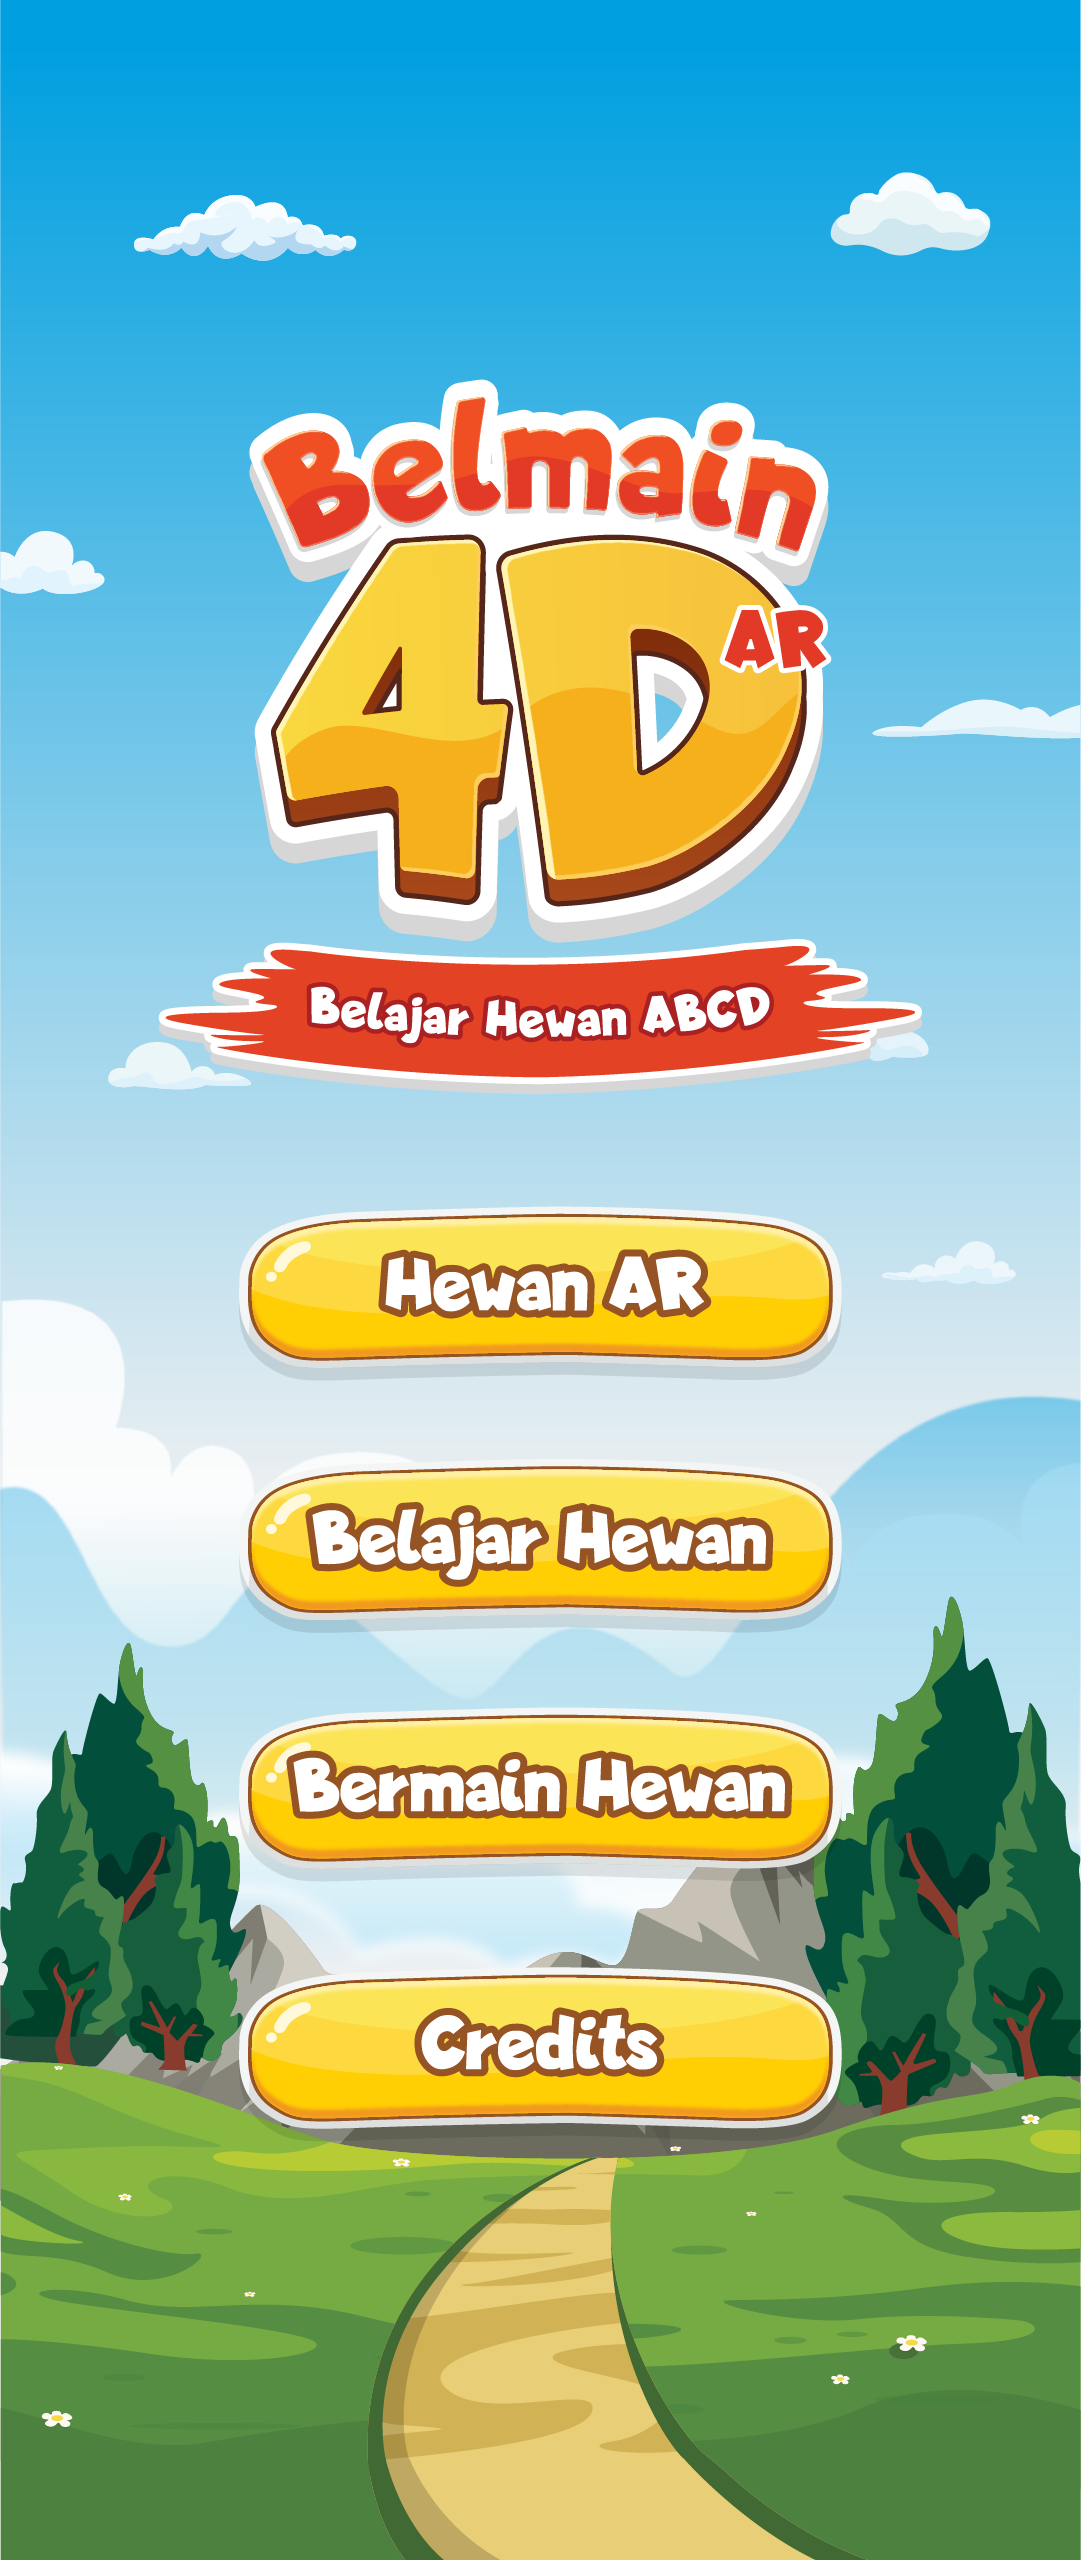 Belmain
4D
AR
Belajar Hewan ABCD
Hewan AR
Belajar Hewan
Bermain Hewan
Credits